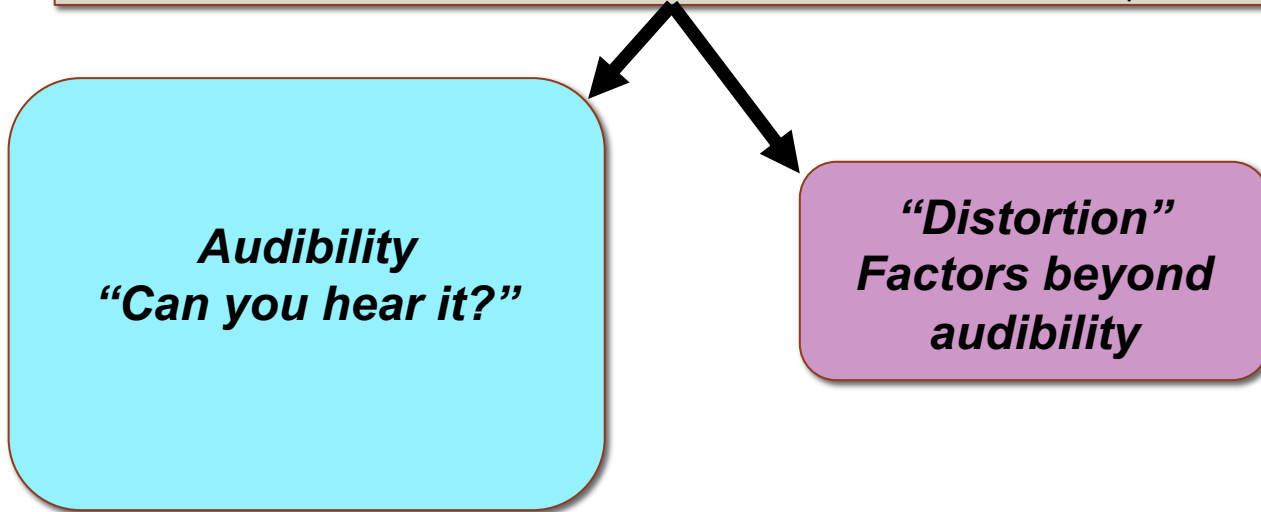 Audibility
“Can you hear it?”
“Distortion”
Factors beyond
audibility